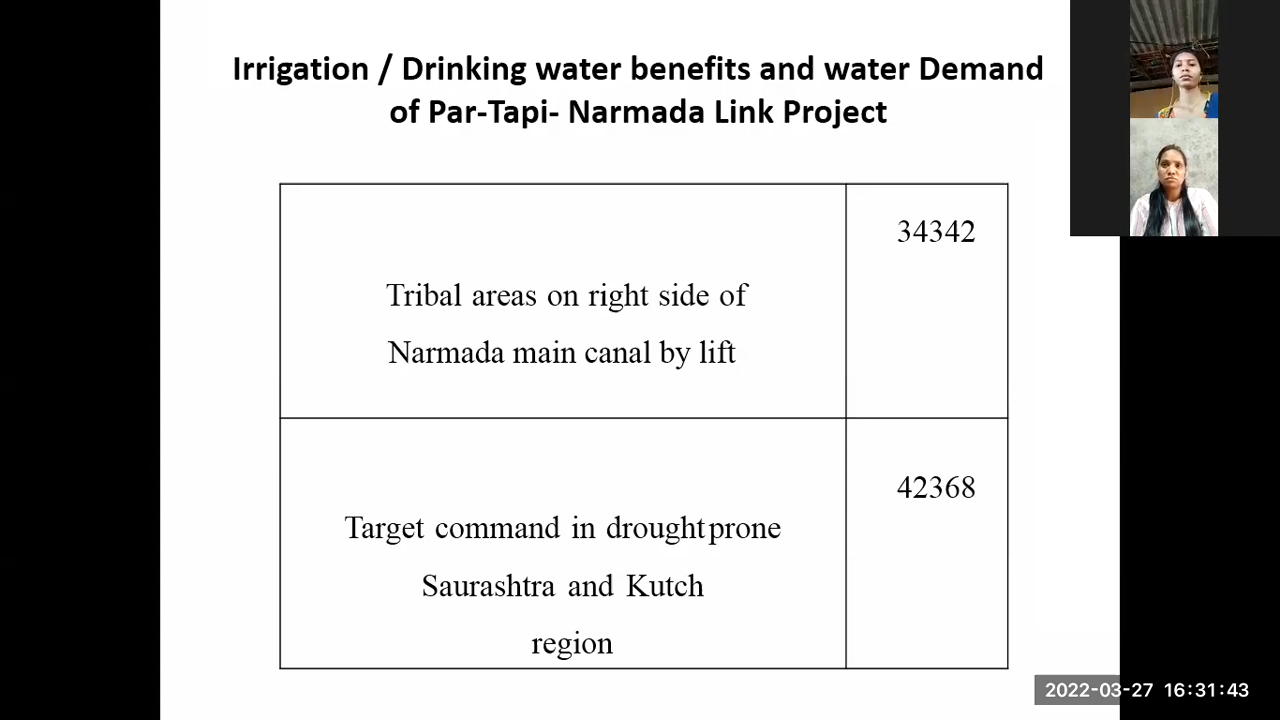 Irrigation / Drinking water benefits and water Demand
of Par-Tapi- Narmada Link Project
34342
Tribal areas on right side of
Narmada main canal by lift
42368
Target command in drought prone
Saurashtra and Kutch
region
2022-03-27 16:31:43